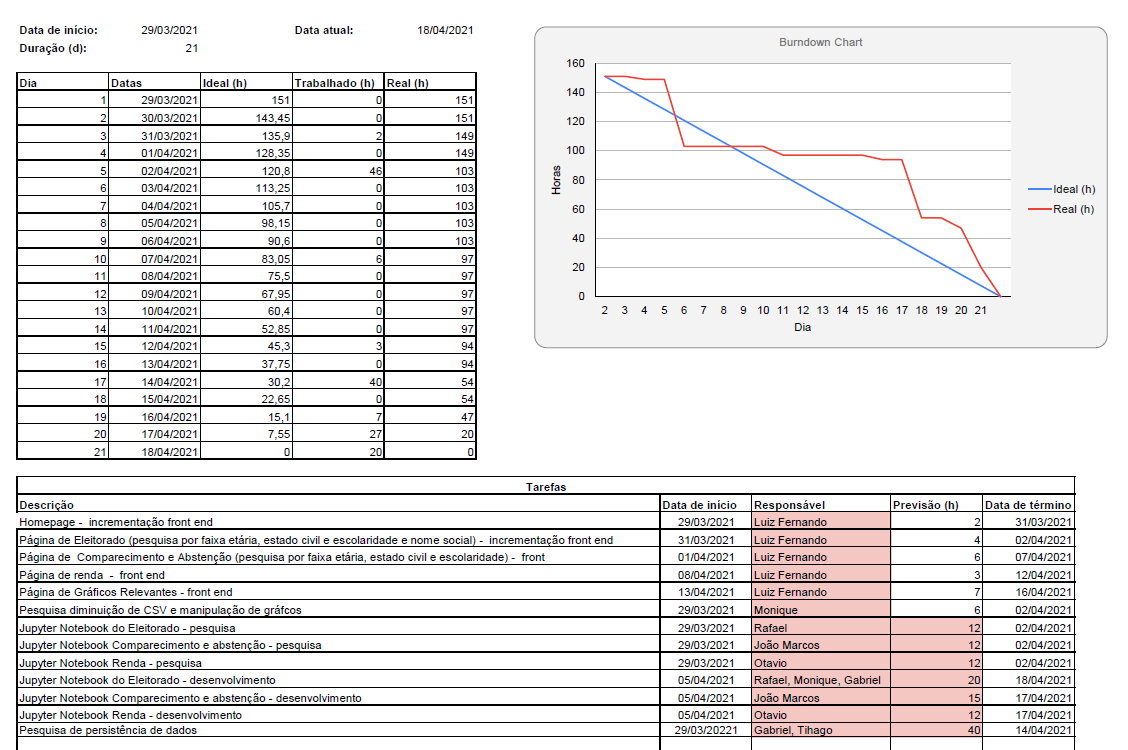 Data de início: 29/03/2021 Data atual: 18/04/2021
Duração (d): 21
Dia Datas Ideal (h) Trabalhado (h) Real (h)
1 29/03/2021 151 0 151
2 30/03/2021 143,45 0 151
3 31/03/2021 135,9 2 149
4 01/04/2021 128,35 0 149
5 02/04/2021 120,8 46 103
6 03/04/2021 113,25 0 103
7 04/04/2021 105,7 0 103
8 05/04/2021 98,15 0 103
9 06/04/2021 90,6 0 103
10 07/04/2021 83,05 6 97
11 08/04/2021 75,5 0 97
12 09/04/2021 67,95 0 97
13 10/04/2021 60,4 0 97
14 11/04/2021 52,85 0 97
15 12/04/2021 45,3 3 94
16 13/04/2021 37,75 0 94
17 14/04/2021 30,2 40 54
18 15/04/2021 22,65 0 54
19 16/04/2021 15,1 7 47
20 17/04/2021 7,55 27 20
21 18/04/2021 0 20 0
Burndown Chart
160
140
120
100
80
60
40
20
0
Horas
2 3 4 5 6 7 8 9 10 11 12 13 14 15 16 17 18 19 20 21
Dia
Ideal (h)
Real (h)
Tarefas
Descrição Data de início Responsável Previsão (h) Data de término
Homepage - incrementação front end 29/03/2021 Luiz Fernando 2 31/03/2021
Página de Eleitorado (pesquisa por faixa etária, estado civil e escolaridade e nome social) - incrementação front end 31/03/2021 Luiz Fernando 4 02/04/2021
Página de Comparecimento e Abstenção (pesquisa por faixa etária, estado civil e escolaridade) - front 01/04/2021 Luiz Fernando 6 07/04/2021
Página de renda - front end 08/04/2021 Luiz Fernando 3 12/04/2021
Página de Gráficos Relevantes - front end 13/04/2021 Luiz Fernando 7 16/04/2021
Pesquisa diminuição de CSV e manipulação de gráfcos 29/03/2021 Monique 6 02/04/2021
Jupyter Notebook do Eleitorado - pesquisa 29/03/2021 Rafael 12 02/04/2021
Jupyter Notebook Comparecimento e abstenção - pesquisa 29/03/2021 João Marcos 12 02/04/2021
Jupyter Notebook Renda - pesquisa 29/03/2021 Otavio 12 02/04/2021
Jupyter Notebook do Eleitorado - desenvolvimento 05/04/2021 Rafael, Monique, Gabriel 20 18/04/2021
Jupyter Notebook Comparecimento e abstenção - desenvolvimento 05/04/2021 João Marcos 15 17/04/2021
Jupyter Notebook Renda - desenvolvimento 05/04/2021 Otavio 12 17/04/2021
Pesquisa de persistência de dados 29/03/20221 Gabriel, Tihago 40 14/04/2021